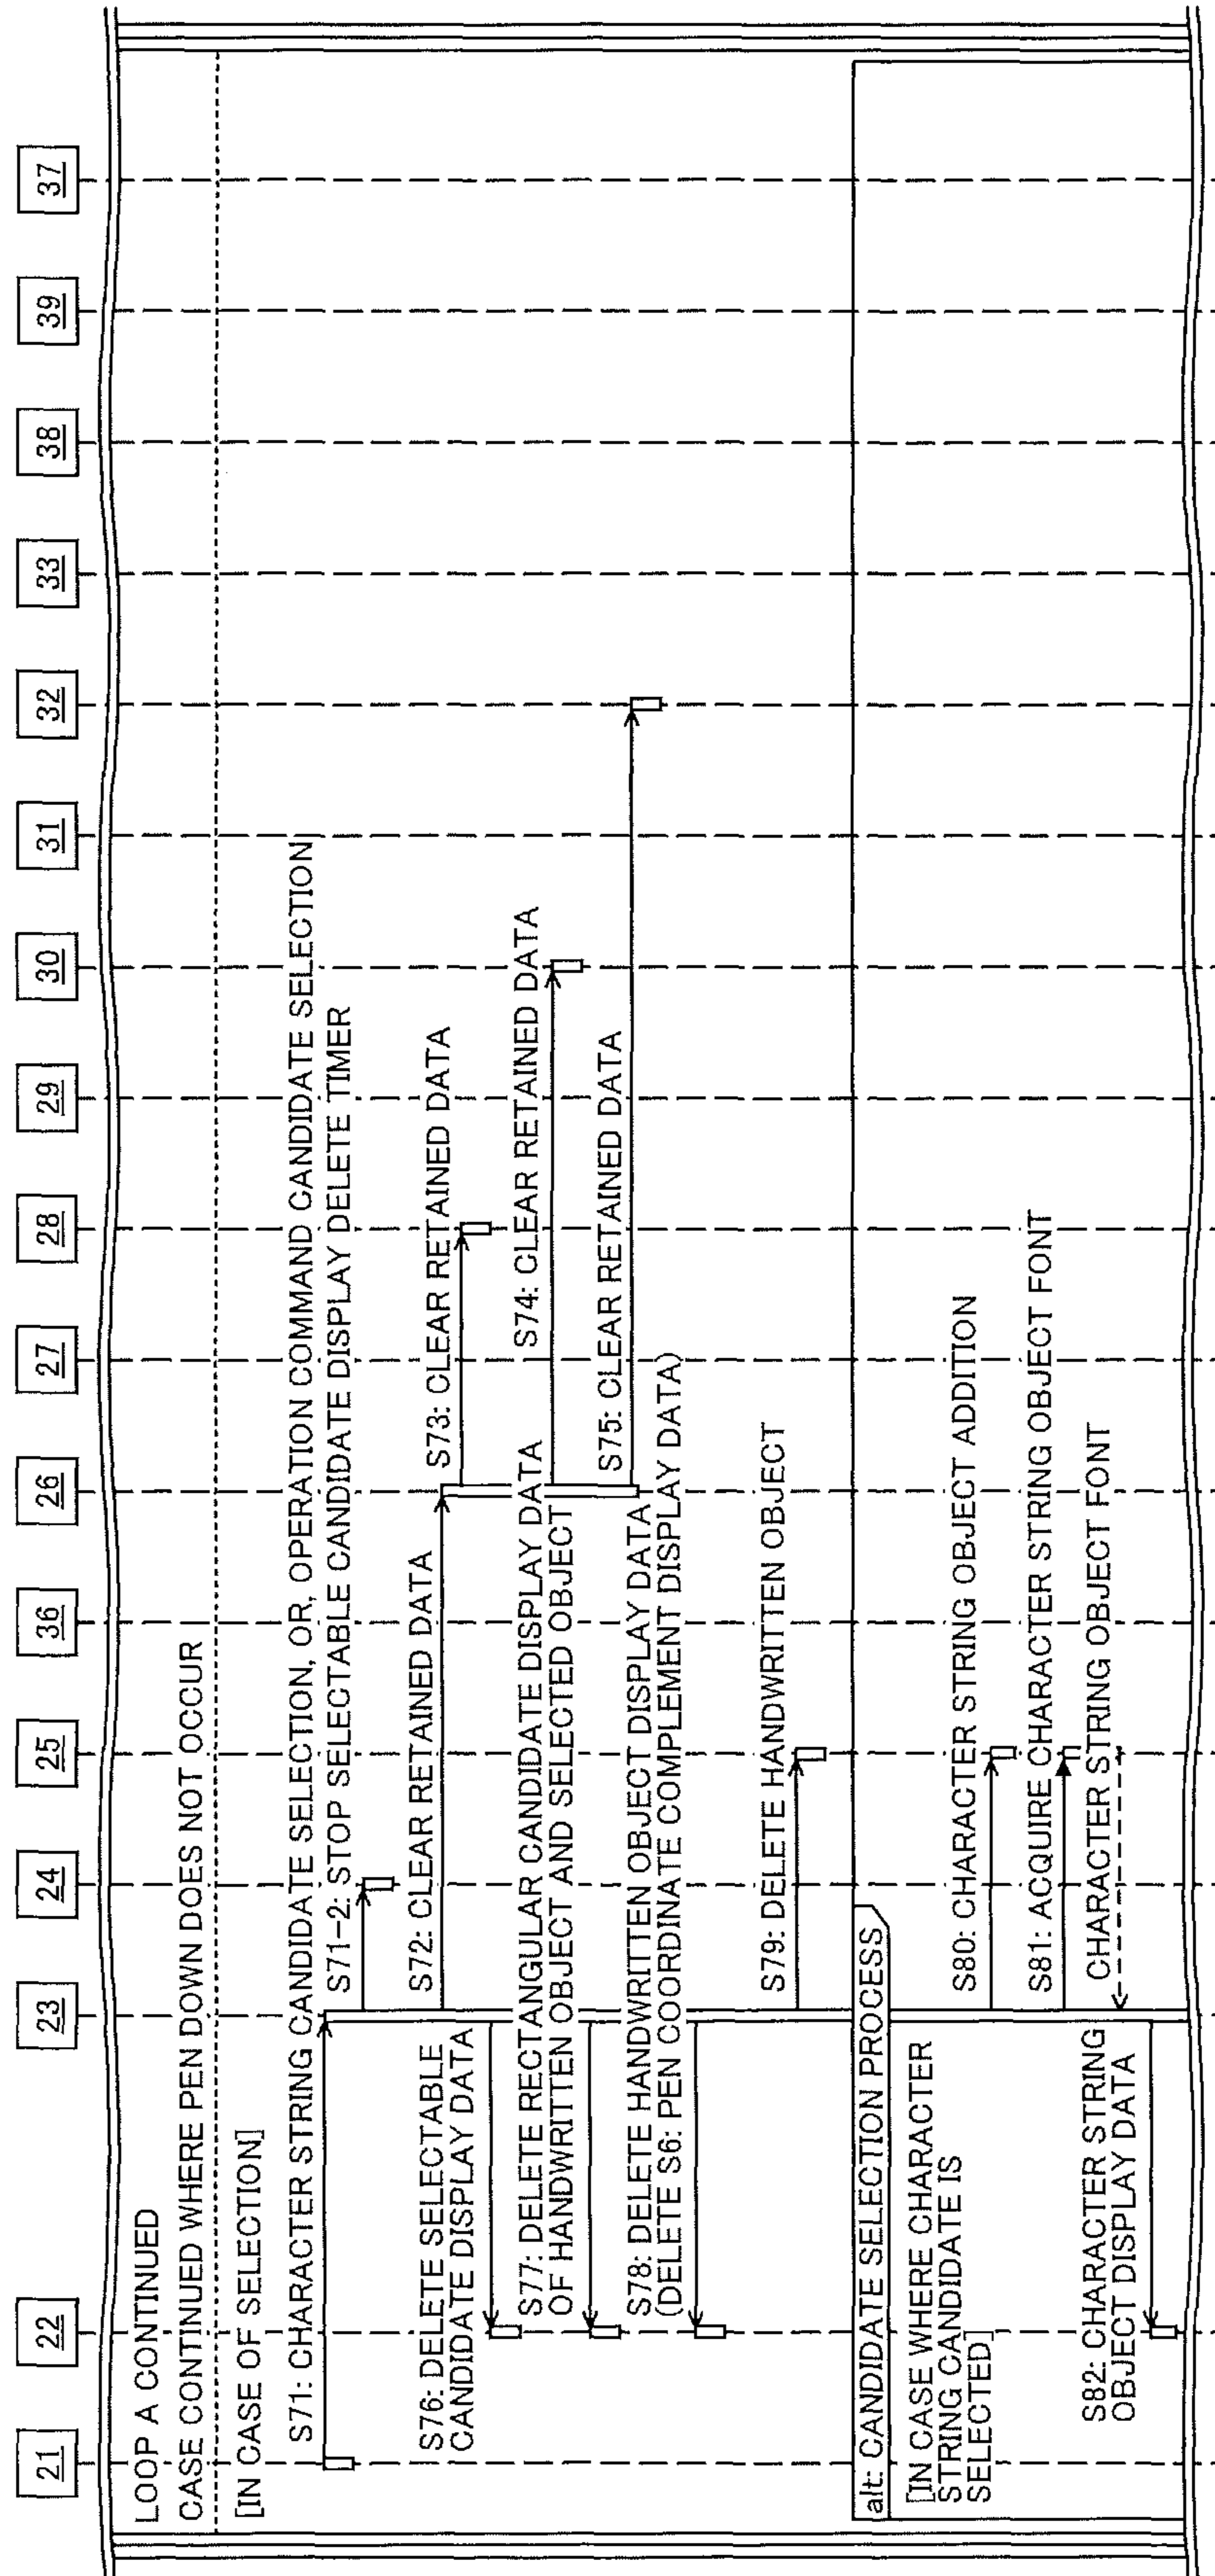 21
22
23
24
25
36
26
27
28
29
30
31
32
33
38
39
37
LOOP A CONTINUED
CASE CONTINUED WHERE PEN DOWN DOES NOT OCCUR
[IN CASE OF SELECTION]
S71: CHARACTER STRING CANDIDATE SELECTION, OR, OPERATION COMMAND CANDIDATE SELECTION
S71-2: STOP SELECTABLE CANDIDATE DISPLAY DELETE TIMER
S72: CLEAR RETAINED DATA
S73: CLEAR RETAINED DATA
S76: DELETE SELECTABLE
CANDIDATE DISPLAY DATA
S74: CLEAR RETAINED DATA
S77: DELETE RECTANGULAR CANDIDATE DISPLAY DATA
OF HANDWRITTEN OBJECT AND SELECTED OBJECT
S75: CLEAR RETAINED DATA
S78: DELETE HANDWRITTEN OBJECT DISPLAY DATA
(DELETE S6: PEN COORDINATE COMPLEMENT DISPLAY DATA)
S79: DELETE HANDWRITTEN OBJECT
alt: CANDIDATE SELECTION PROCESS
[IN CASE WHERE CHARACTER
STRING CANDIDATE IS
SELECTED]
S80: CHARACTER STRING OBJECT ADDITION
S81: ACQUIRE CHARACTER STRING OBJECT FONT
CHARACTER STRING OBJECT FONT
S82: CHARACTER STRING
OBJECT DISPLAY DATA